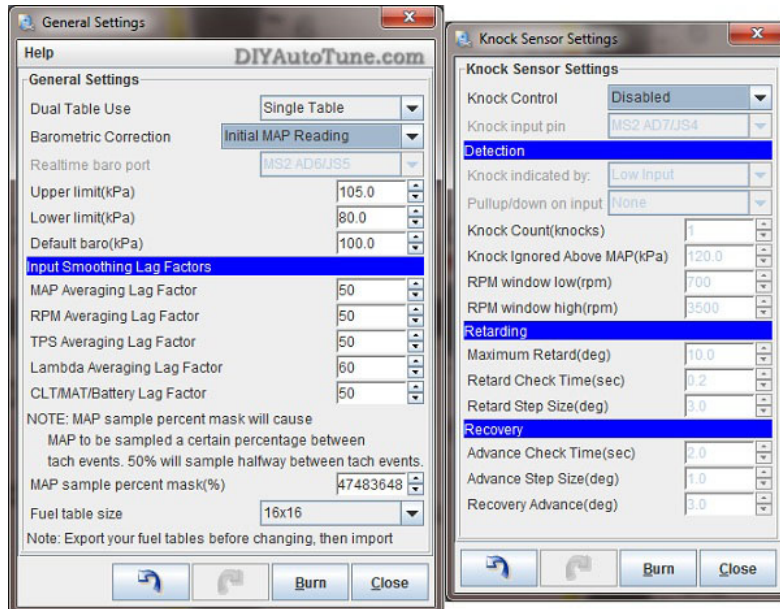 General Settings
Help
DIYAutoTune.com
General Settings
Dual Table Use Single Table
Barometric Correction Initial MAP Reading
Realtime baro port MS2 AD6/JS5
Upper limit(kPa) 105.0
Lower limit(kPa) 80.0
Default baro(kPa) 100.0
Input Smoothing Lag Factors
MAP Averaging Lag Factor 50
RPM Averaging Lag Factor 50
TPS Averaging Lag Factor 50
Lambda Averaging Lag Factor 60
CLT/MAT/Battery Lag Factor 50
NOTE: MAP sample percent mask will cause
MAP to be sampled a certain percentage between
tach events. 50% will sample halfway between tach events.
MAP sample percent mask(%) 47483648
Fuel table size 16x16
Note: Export your fuel tables before changing, then import
Burn Close
Knock Sensor Settings
Knock Sensor Settings
Knock Control Disabled
Knock input pin MS2 AD7/JS4
Detection
Knock indicated by: Low Input
Pullup/down on input None
Knock Count(knocks) 1
Knock Ignored Above MAP(kPa) 120.0
RPM window low(rpm) 700
RPM window high(rpm) 3500
Retarding
Maximum Retard(deg) 10.0
Retard Check Time(sec) 0.2
Retard Step Size(deg) 3.0
Recovery
Advance Check Time(sec) 2.0
Advance Step Size(deg) 1.0
Recovery Advance(deg) 3.0
Burn Close